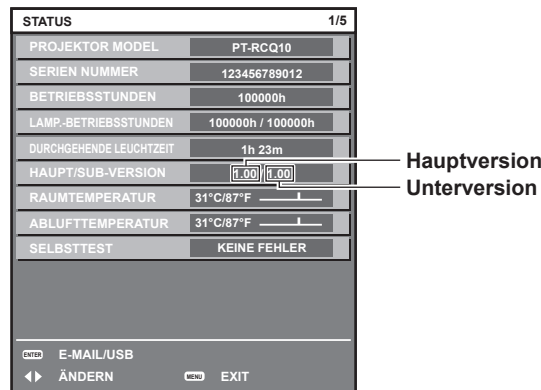 STATUS 1/5
PROJEKTOR MODEL PT-RCQ10
SERIEN NUMMER 123456789012
BETRIEBSSTUNDEN 100000h
LAMP.-BETRIEBSSTUNDEN 100000h / 100000h
DURCHGEHENDE LEUCHTZEIT 1h 23m
Hauptversion
HAUPT/SUB-VERSION 1.00 / 1.00
Unterversion
RAUMTEMPERATUR 31°C/87°F
ABLUFTTEMPERATUR 31°C/87°F
SELBSTTEST KEINE FEHLER
ENTER E-MAIL/USB
ÄNDERN MENU EXIT